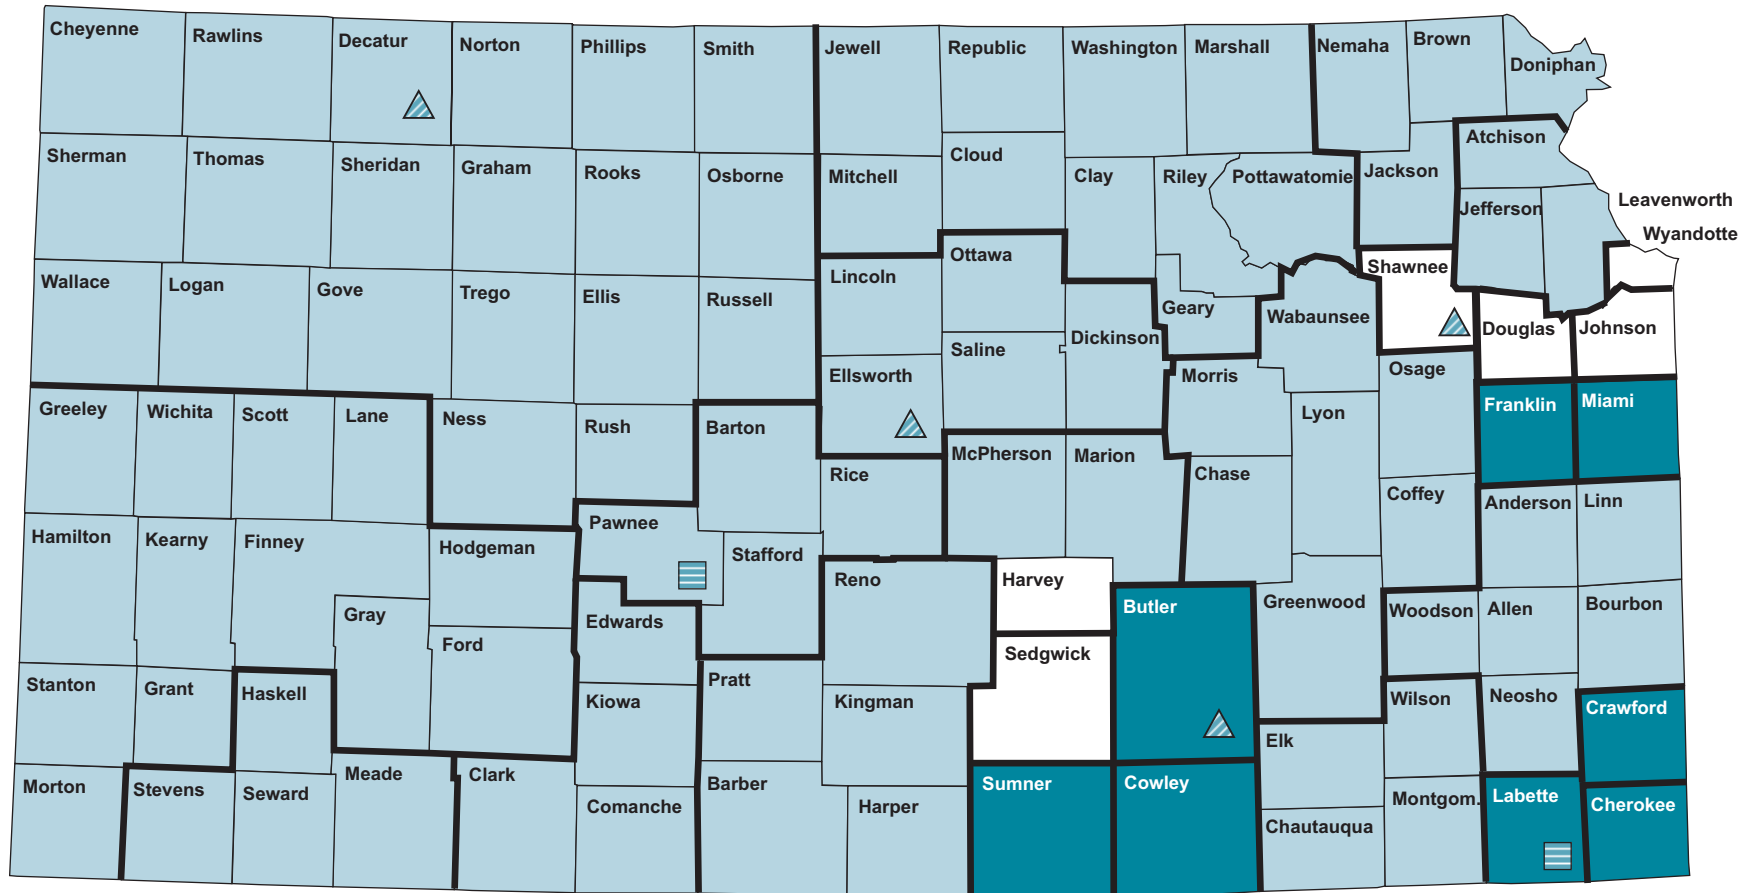 Cheyenne
Rawlins
Decatur
Norton
Phillips
Smith
Jewell
Republic
Washington
Marshall
Nemaha
Brown
Doniphan
Sherman
Thomas
Sheridan
Graham
Rooks
Osborne
Mitchell
Cloud
Clay
Riley
Pottawatomie
Jackson
Atchison
Jefferson
Leavenworth
Wyandotte
Wallace
Logan
Gove
Trego
Ellis
Russell
Lincoln
Ottawa
Saline
Dickinson
Geary
Wabaunsee
Shawnee
Douglas
Johnson
Greeley
Wichita
Scott
Lane
Ness
Rush
Barton
Ellsworth
Rice
McPherson
Marion
Morris
Chase
Lyon
Osage
Coffey
Franklin
Miami
Anderson
Linn
Hamilton
Kearny
Finney
Hodgeman
Pawnee
Stafford
Reno
Harvey
Butler
Greenwood
Woodson
Allen
Bourbon
Gray
Ford
Edwards
Sedgwick
Stanton
Grant
Haskell
Kiowa
Pratt
Kingman
Elk
Wilson
Neosho
Crawford
Morton
Stevens
Seward
Meade
Clark
Comanche
Barber
Harper
Sumner
Cowley
Chautauqua
Montgom.
Labette
Cherokee